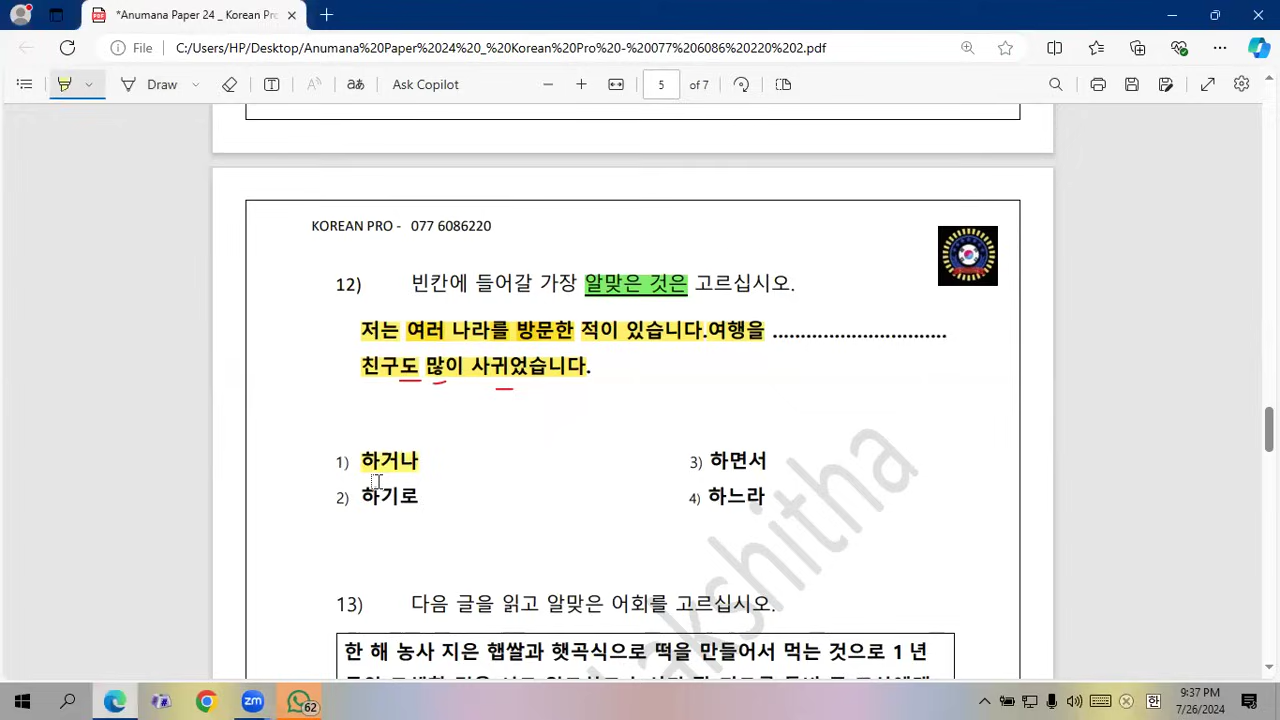 *Anumana Paper 24 _ Korean Pro
File
C:/Users/HP/Desktop/Anumana%20Paper%2024%20_%20Korean%20Pro%20-%20077%206086%20220%202.pdf
Draw
aあ
Ask Copilot
5 of 7
KOREAN PRO - 077 6086220
12) 빈칸에 들어갈 가장 알맞은 것은 고르십시오.
저는 여러 나라를 방문한 적이 있습니다.여행을 .............................
친구도 많이 사귀었습니다.
1) 하거나
3) 하면서
2) 하기로
4) 하느라
13) 다음 글을 읽고 알맞은 어회를 고르십시오.
한 해 농사 지은 햅쌀과 햇곡식으로 떡을 만들어서 먹는 것으로 1 년
akshitha
zm
62
한
9:37 PM
7/26/2024